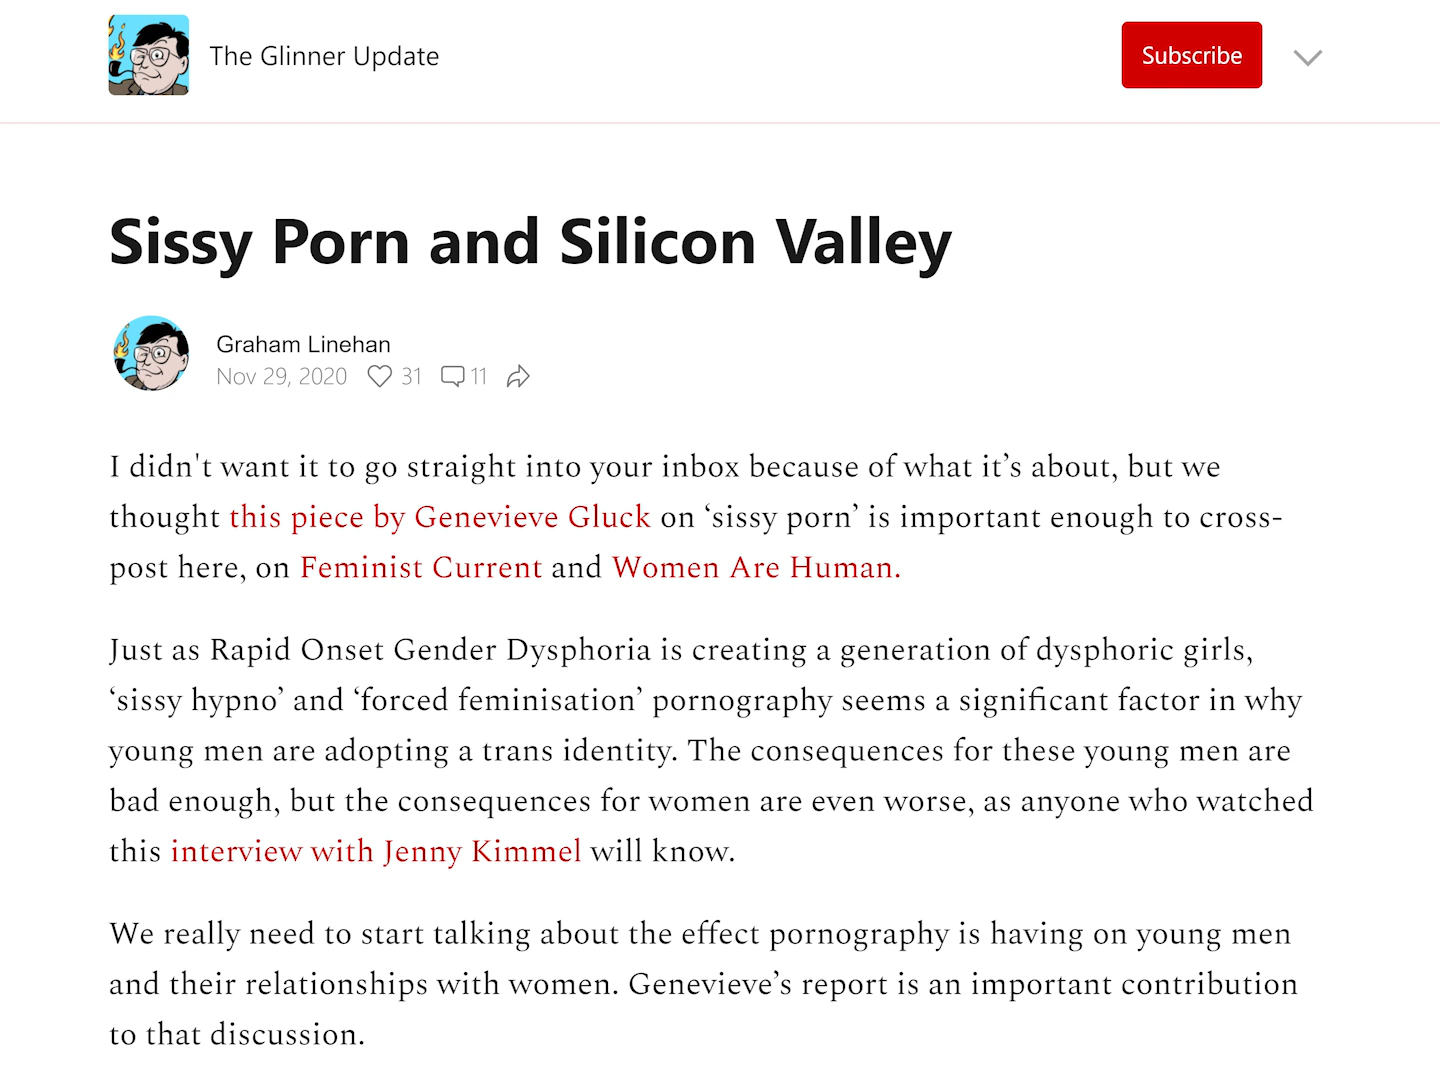 The Glinner Update
Subscribe
Sissy Porn and Silicon Valley
Graham Linehan
Nov 29, 2020 31 11
I didn't want it to go straight into your inbox because of what it’s about, but we
thought this piece by Genevieve Gluck on ‘sissy porn’ is important enough to cross-
post here, on Feminist Current and Women Are Human.
Just as Rapid Onset Gender Dysphoria is creating a generation of dysphoric girls,
‘sissy hypno’ and ‘forced feminisation’ pornography seems a significant factor in why
young men are adopting a trans identity. The consequences for these young men are
bad enough, but the consequences for women are even worse, as anyone who watched
this interview with Jenny Kimmel will know.
We really need to start talking about the effect pornography is having on young men
and their relationships with women. Genevieve’s report is an important contribution
to that discussion.